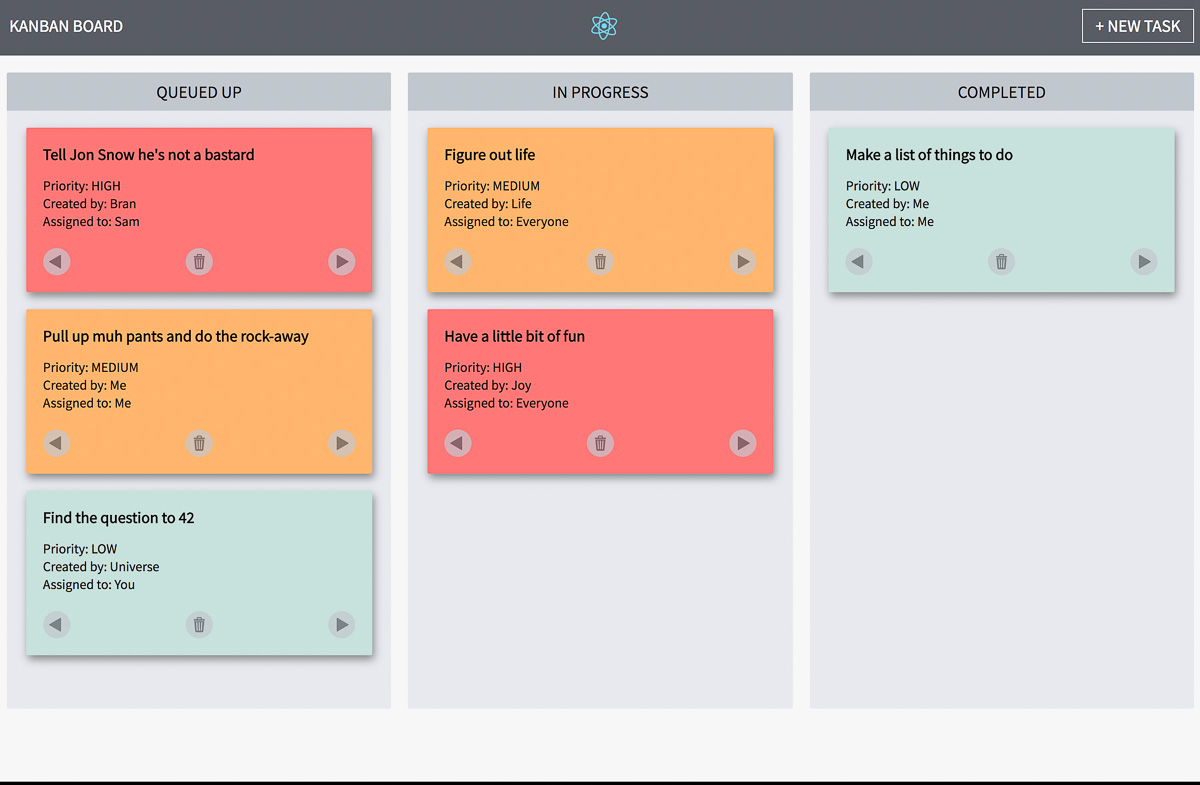 KANBAN BOARD
+ NEW TASK
QUEUED UP
Tell Jon Snow he's not a bastard
Priority: HIGH
Created by: Bran
Assigned to: Sam
Pull up muh pants and do the rock-away
Priority: MEDIUM
Created by: Me
Assigned to: Me
Find the question to 42
Priority: LOW
Created by: Universe
Assigned to: You
IN PROGRESS
Figure out life
Priority: MEDIUM
Created by: Life
Assigned to: Everyone
Have a little bit of fun
Priority: HIGH
Created by: Joy
Assigned to: Everyone
COMPLETED
Make a list of things to do
Priority: LOW
Created by: Me
Assigned to: Me